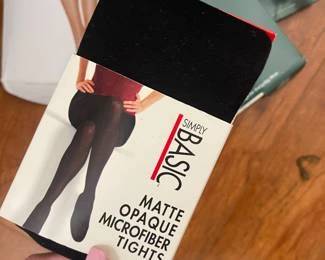 SIMPLY
BASIC
MATTE
OPAQUE
MICROFIBER
TIGHTS